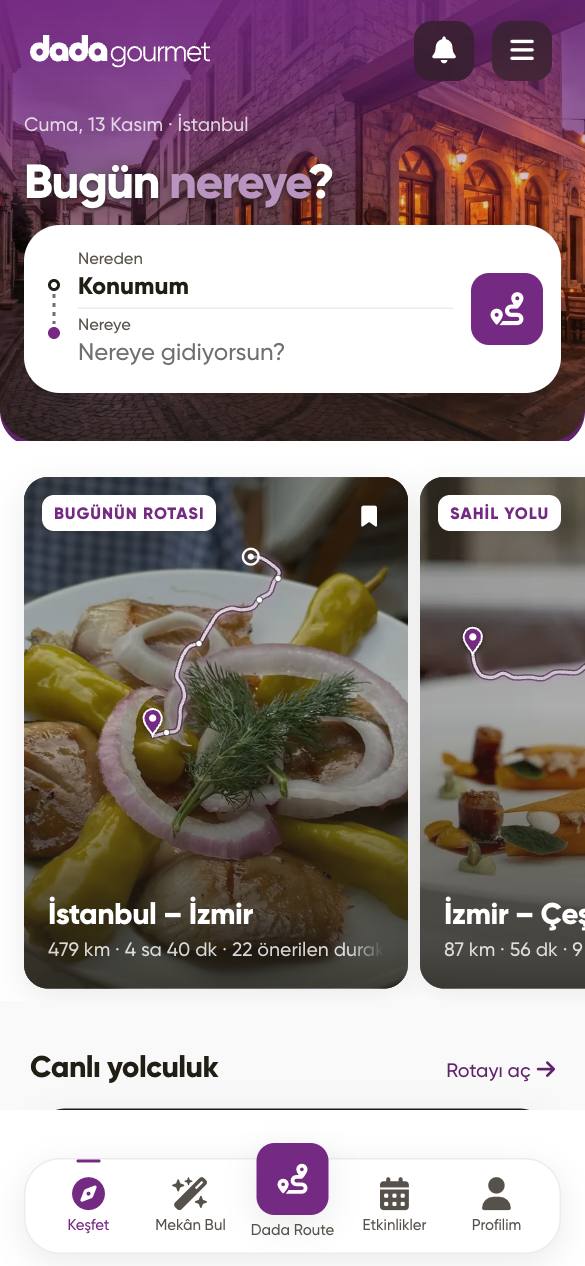 dadagourmet
Cuma, 13 Kasım · İstanbul
Bugün nereye?
Nereden
Konumum
Nereye
Nereye gidiyorsun?
BUGÜNÜN ROTASI
SAHİL YOLU
İstanbul – İzmir
479 km · 4 sa 40 dk · 22 önerilen durak
İzmir – Çeş
87 km · 56 dk · 9
Canlı yolculuk
Rotayı aç
Keşfet
Mekân Bul
Dada Route
Etkinlikler
Profilim